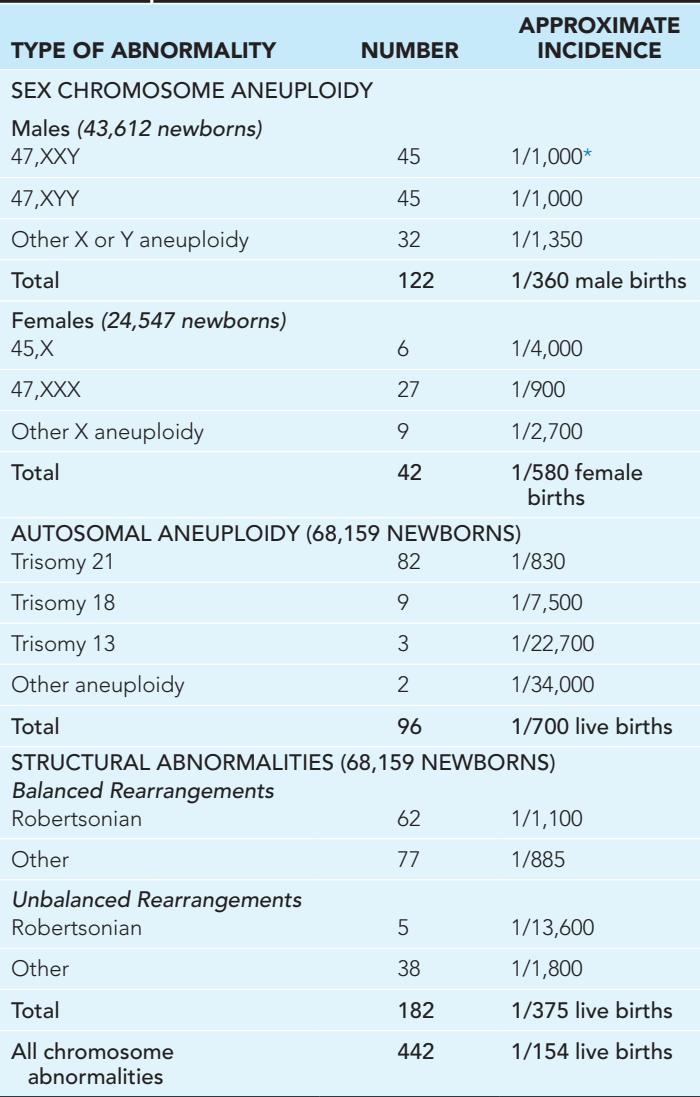 TYPE OF ABNORMALITY NUMBER APPROXIMATE INCIDENCE
SEX CHROMOSOME ANEUPLOIDY
Males (43,612 newborns)
47,XXY 45 1/1,000*
47,XYY 45 1/1,000
Other X or Y aneuploidy 32 1/1,350
Total 122 1/360 male births
Females (24,547 newborns)
45,X 6 1/4,000
47,XXX 27 1/900
Other X aneuploidy 9 1/2,700
Total 42 1/580 female
births
AUTOSOMAL ANEUPLOIDY (68,159 NEWBORNS)
Trisomy 21 82 1/830
Trisomy 18 9 1/7,500
Trisomy 13 3 1/22,700
Other aneuploidy 2 1/34,000
Total 96 1/700 live births
STRUCTURAL ABNORMALITIES (68,159 NEWBORNS)
Balanced Rearrangements
Robertsonian 62 1/1,100
Other 77 1/885
Unbalanced Rearrangements
Robertsonian 5 1/13,600
Other 38 1/1,800
Total 182 1/375 live births
All chromosome 442 1/154 live births
abnormalities